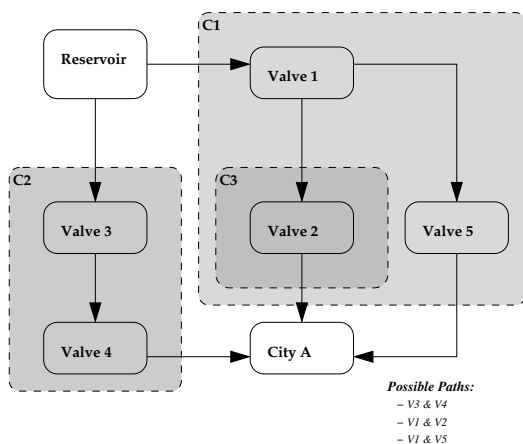 C1
Reservoir
Valve 1
C2
C3
Valve 3
Valve 2
Valve 5
Valve 4
City A
Possible Paths:
– V3 & V4
– V1 & V2
– V1 & V5